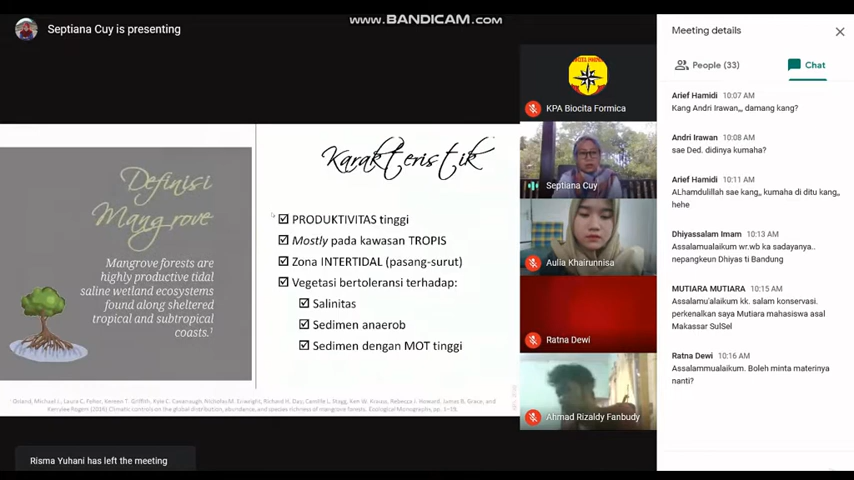 WWW.BANDICAM.COM
Septiana Cuy is presenting
Definisi
Mangrove
Mangrove forests are
highly productive tidal
saline wetland ecosystems
found along sheltered
tropical and subtropical
coasts.¹
Karakteristik
PRODUKTIVITAS tinggi
Mostly pada kawasan TROPIS
Zona INTERTIDAL (pasang-surut)
Vegetasi bertoleransi terhadap:
Salinitas
Sedimen anaerob
Sedimen dengan MOT tinggi
KPA Biocita Formica
Septiana Cuy
Aulia Khairunnisa
Ratna Dewi
Ahmad Rizaldy Fanbudy
Risma Yuhani has left the meeting
Meeting details
People (33)
Chat
Arief Hamidi 10:07 AM
Kang Andri Irawan,,, damang kang?
Andri Irawan 10:08 AM
sae Ded. didinya kumaha?
Arief Hamidi 10:11 AM
ALhamdulillah sae kang,, kumaha di ditu kang,,
hehe
Dhiyassalam Imam 10:13 AM
Assalamualaikum wr.wb ka sadayana..
nepangkeun Dhiyas ti Bandung
MUTIARA MUTIARA 10:15 AM
Assalamu'alaikum kk. salam konservasi.
perkenalkan saya Mutiara mahasiswa asal
Makassar SulSel
Ratna Dewi 10:16 AM
Assalammualaikum. Boleh minta materinya
nanti?